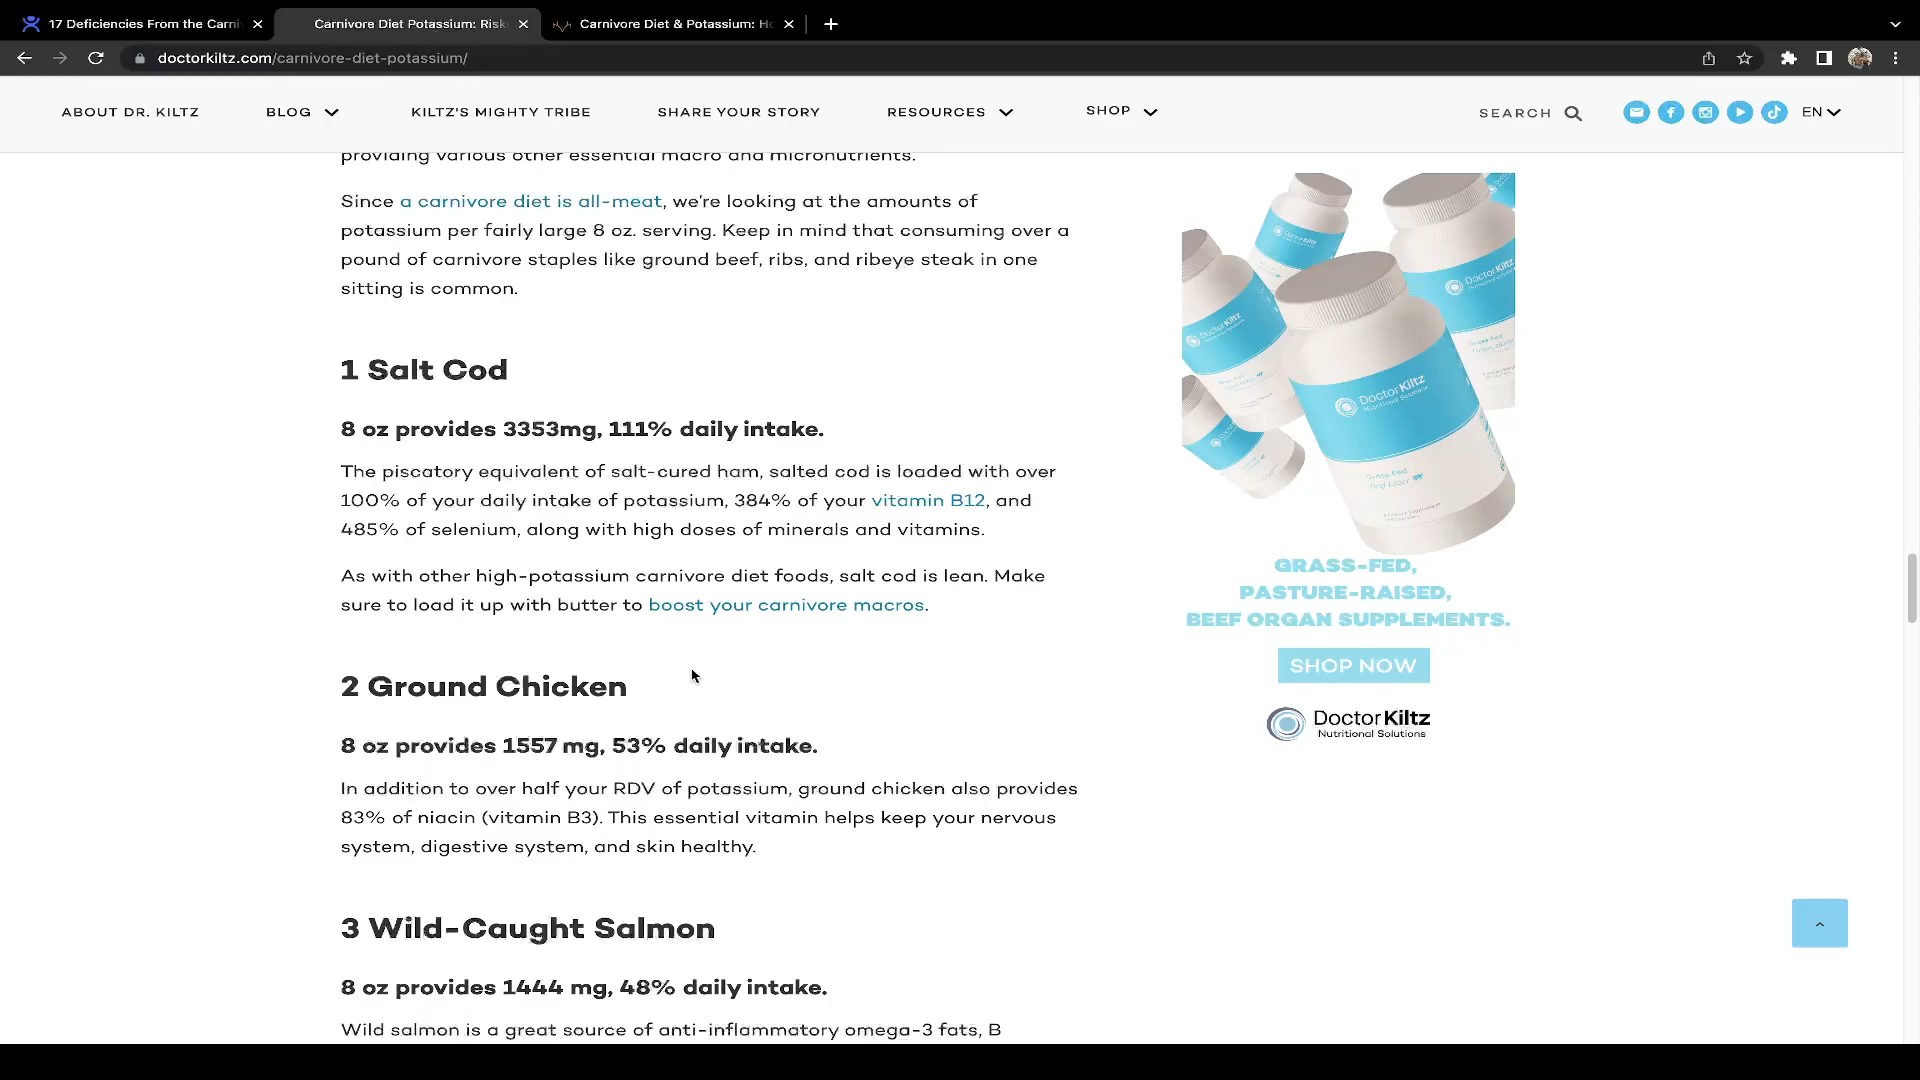 17 Deficiencies From the Carni
Carnivore Diet Potassium: Risk
Carnivore Diet & Potassium: Ho
doctorkiltz.com/carnivore-diet-potassium/
ABOUT DR. KILTZ
BLOG
KILTZ'S MIGHTY TRIBE
SHARE YOUR STORY
RESOURCES
SHOP
SEARCH
EN
providing various other essential macro and micronutrients.
Since a carnivore diet is all-meat, we're looking at the amounts of
potassium per fairly large 8 oz. serving. Keep in mind that consuming over a
pound of carnivore staples like ground beef, ribs, and ribeye steak in one
sitting is common.
1 Salt Cod
8 oz provides 3353mg, 111% daily intake.
The piscatory equivalent of salt-cured ham, salted cod is loaded with over
100% of your daily intake of potassium, 384% of your vitamin B12, and
485% of selenium, along with high doses of minerals and vitamins.
As with other high-potassium carnivore diet foods, salt cod is lean. Make
sure to load it up with butter to boost your carnivore macros.
2 Ground Chicken
8 oz provides 1557 mg, 53% daily intake.
In addition to over half your RDV of potassium, ground chicken also provides
83% of niacin (vitamin B3). This essential vitamin helps keep your nervous
system, digestive system, and skin healthy.
3 Wild-Caught Salmon
8 oz provides 1444 mg, 48% daily intake.
Wild salmon is a great source of anti-inflammatory omega-3 fats, B
DoctorKiltz
Nutritional Solutions
Grass-Fed
Beef Liver
GRASS-FED,
PASTURE-RAISED,
BEEF ORGAN SUPPLEMENTS.
SHOP NOW
DoctorKiltz
Nutritional Solutions